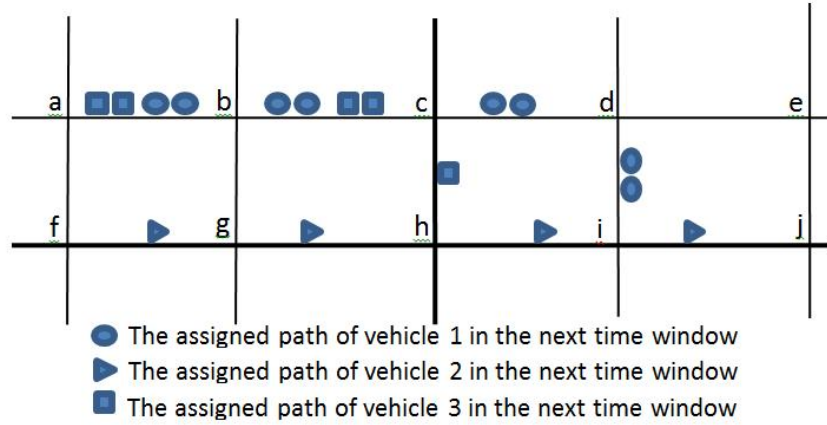 a b c d e
f g h i j
The assigned path of vehicle 1 in the next time window
The assigned path of vehicle 2 in the next time window
The assigned path of vehicle 3 in the next time window